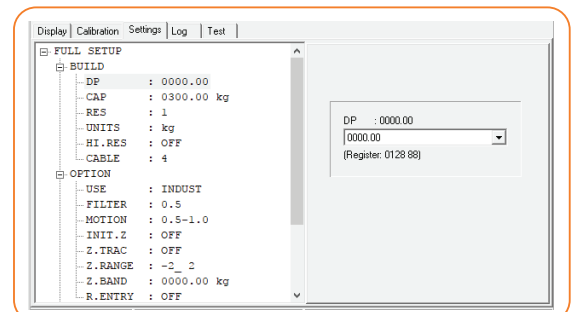 Display Calibration Settings Log Test
FULL SETUP
BUILD
DP : 0000.00
CAP : 0300.00 kg
RES : 1
UNITS : kg
HI.RES : OFF
CABLE : 4
OPTION
USE : INDUST
FILTER : 0.5
MOTION : 0.5-1.0
INIT.Z : OFF
Z.TRAC : OFF
Z.RANGE : -2_ 2
Z.BAND : 0000.00 kg
R.ENTRY : OFF
DP : 0000.00
0000.00
(Register: 0128 88)